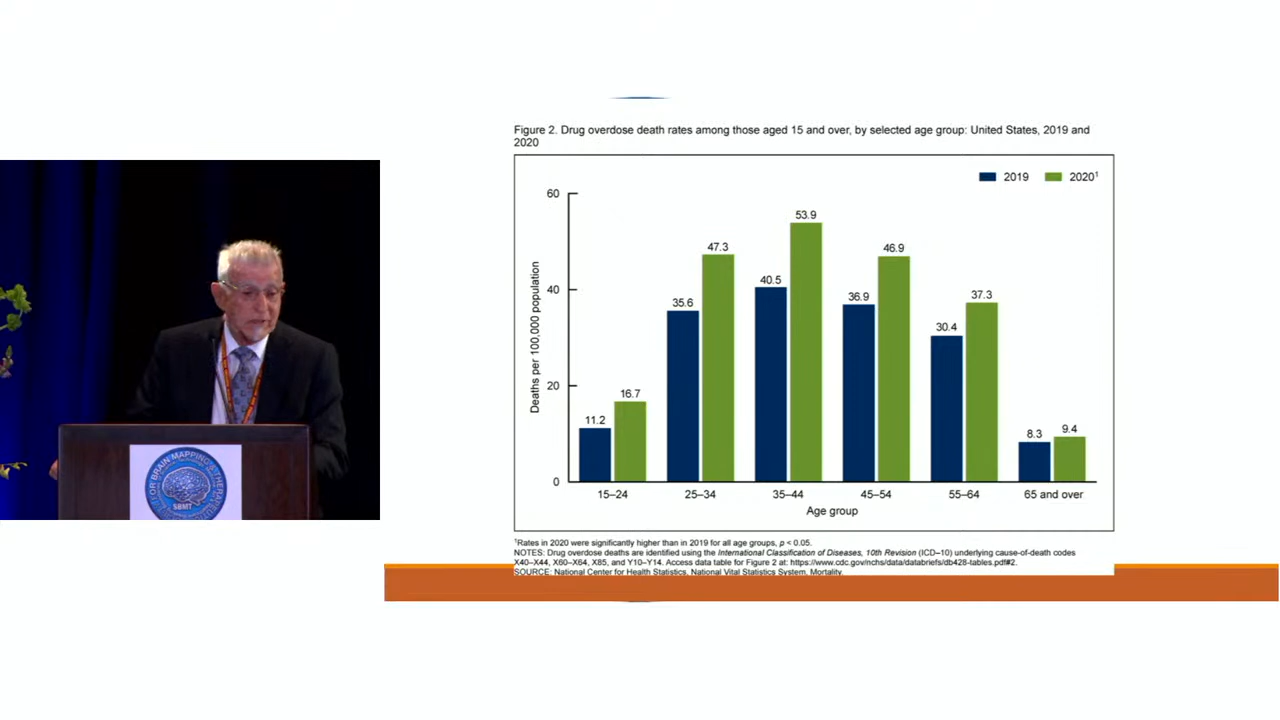 Figure 2. Drug overdose death rates among those aged 15 and over, by selected age group: United States, 2019 and
2020
2019 2020¹
60
40
20
0
Deaths per 100,000 population
11.2 16.7
35.6 47.3
40.5 53.9
36.9 46.9
30.4 37.3
8.3 9.4
15–24 25–34 35–44 45–54 55–64 65 and over
Age group
¹Rates in 2020 were significantly higher than in 2019 for all age groups, p < 0.05.
NOTES: Drug overdose deaths are identified using the International Classification of Diseases, 10th Revision (ICD–10) underlying cause-of-death codes
X40–X44, X60–X64, X85, and Y10–Y14. Access data table for Figure 2 at: https://www.cdc.gov/nchs/data/databriefs/db428-tables.pdf#2.
SOURCE: National Center for Health Statistics, National Vital Statistics System, Mortality.
BRAIN MAPPING
SBMT